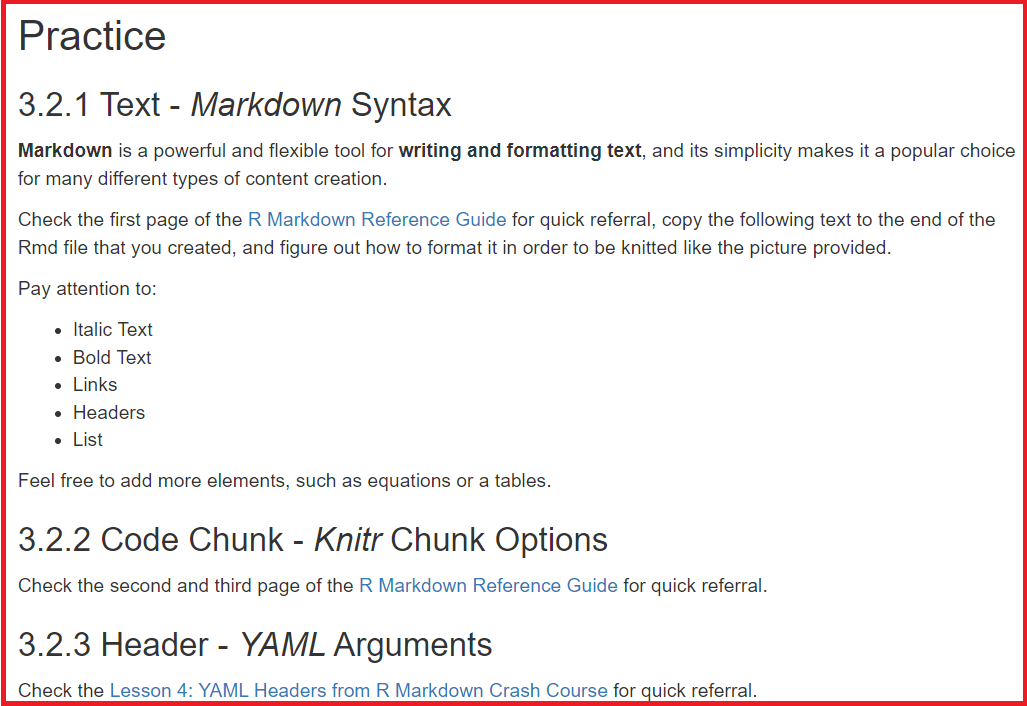 Practice
3.2.1 Text - Markdown Syntax
Markdown is a powerful and flexible tool for writing and formatting text, and its simplicity makes it a popular choice
for many different types of content creation.
Check the first page of the R Markdown Reference Guide for quick referral, copy the following text to the end of the
Rmd file that you created, and figure out how to format it in order to be knitted like the picture provided.
Pay attention to:
• Italic Text
• Bold Text
• Links
• Headers
• List
Feel free to add more elements, such as equations or a tables.
3.2.2 Code Chunk - Knitr Chunk Options
Check the second and third page of the R Markdown Reference Guide for quick referral.
3.2.3 Header - YAML Arguments
Check the Lesson 4: YAML Headers from R Markdown Crash Course for quick referral.